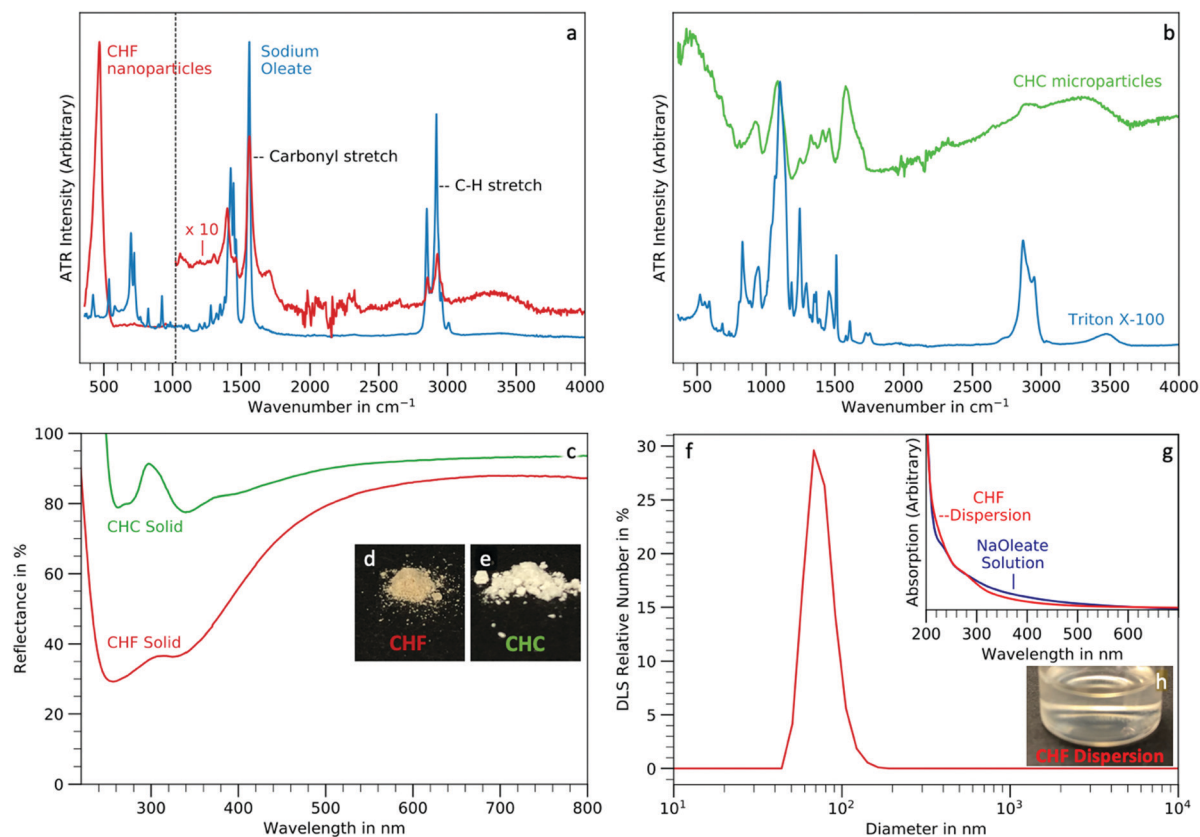 a
CHF
nanoparticles
Sodium
Oleate
-- Carbonyl stretch
-- C-H stretch
x 10
ATR Intensity (Arbitrary)
500 1000 1500 2000 2500 3000 3500 4000
Wavenumber in cm⁻¹
b
CHC microparticles
Triton X-100
ATR Intensity (Arbitrary)
500 1000 1500 2000 2500 3000 3500 4000
Wavenumber in cm⁻¹
c
100
80
60
40
20
0
Reflectance in %
CHC Solid
CHF Solid
d
CHF
e
CHC
300 400 500 600 700 800
Wavelength in nm
f
30
25
20
15
10
5
0
DLS Relative Number in %
g
Absorption (Arbitrary)
CHF
--Dispersion
NaOleate
Solution
200 300 400 500 600
Wavelength in nm
h
CHF Dispersion
10¹ 10² 10³ 10⁴
Diameter in nm